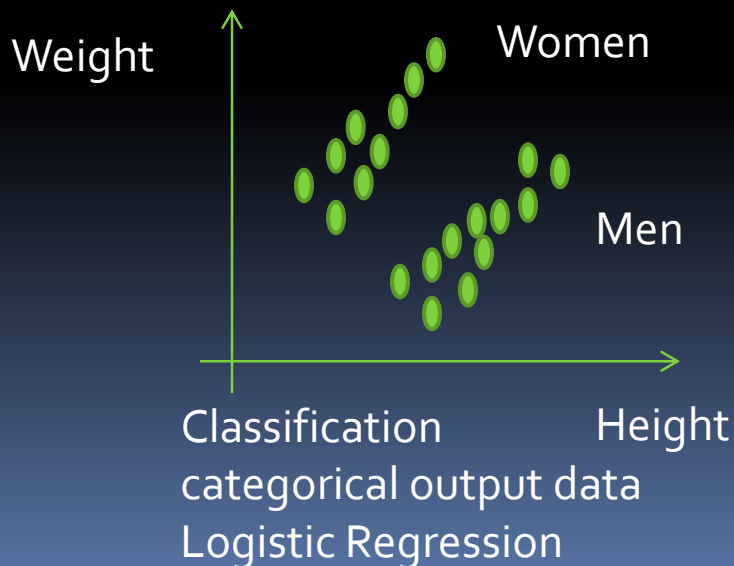 Weight
Women
Men
Height
Classification
categorical output data
Logistic Regression